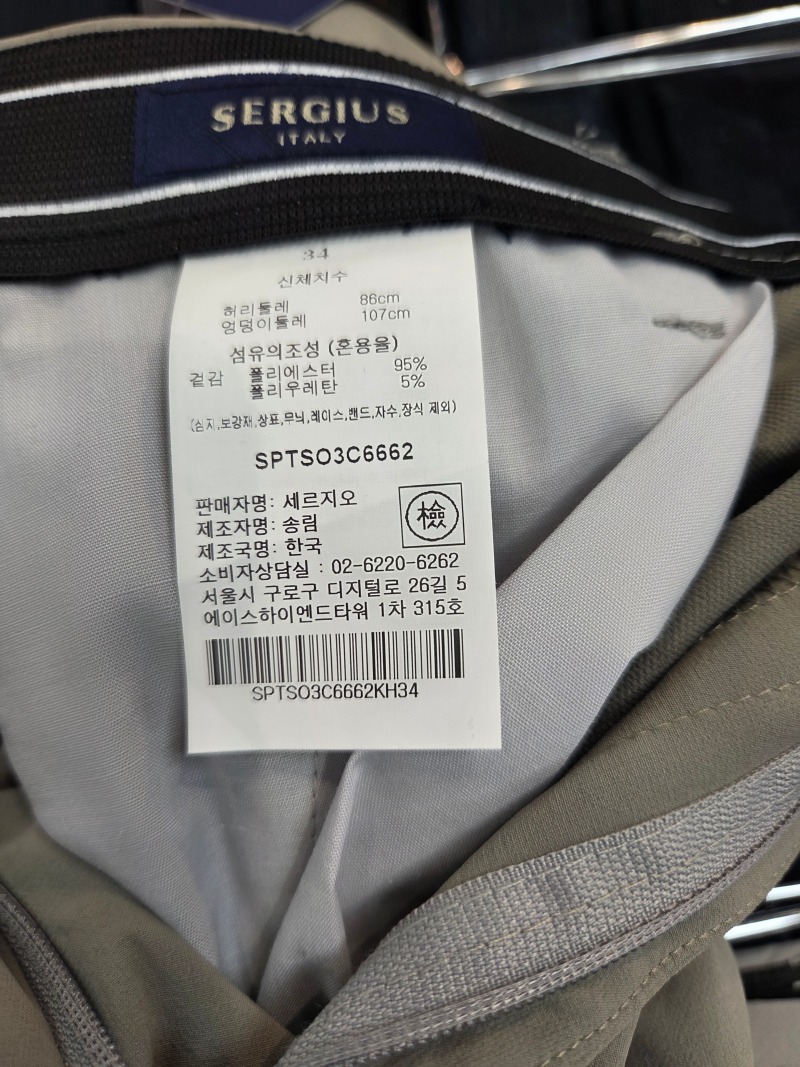 SERGIUS
ITALY
34
신체치수
허리둘레 86cm
엉덩이둘레 107cm
섬유의조성 (혼용율)
겉감 폴리에스터 95%
폴리우레탄 5%
(심지,보강재,상표,무늬,레이스,밴드,자수,장식 제외)
SPTSO3C6662
판매자명: 세르지오
제조자명: 송림
제조국명: 한국
檢
소비자상담실 : 02-6220-6262
서울시 구로구 디지털로 26길 5
에이스하이엔드타워 1차 315호
SPTSO3C6662KH34